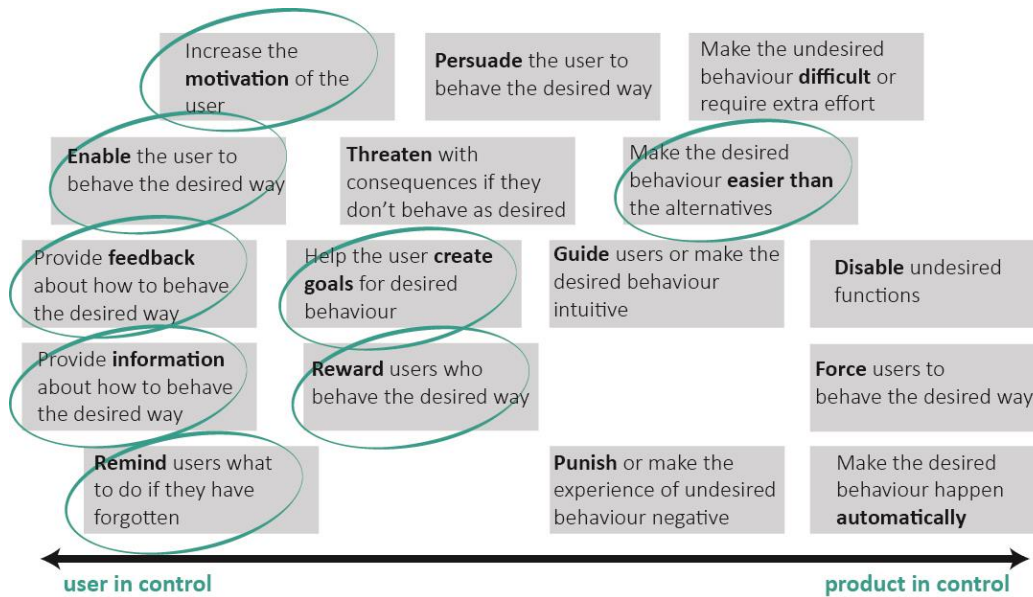 Increase the
motivation of the
user
Persuade the user to
behave the desired way
Make the undesired
behaviour difficult or
require extra effort
Enable the user to
behave the desired way
Threaten with
consequences if they
don't behave as desired
Make the desired
behaviour easier than
the alternatives
Provide feedback
about how to behave
the desired way
Help the user create
goals for desired
behaviour
Guide users or make the
desired behaviour
intuitive
Disable undesired
functions
Provide information
about how to behave
the desired way
Reward users who
behave the desired way
Force users to
behave the desired way
Remind users what
to do if they have
forgotten
Punish or make the
experience of undesired
behaviour negative
Make the desired
behaviour happen
automatically
user in control
product in control